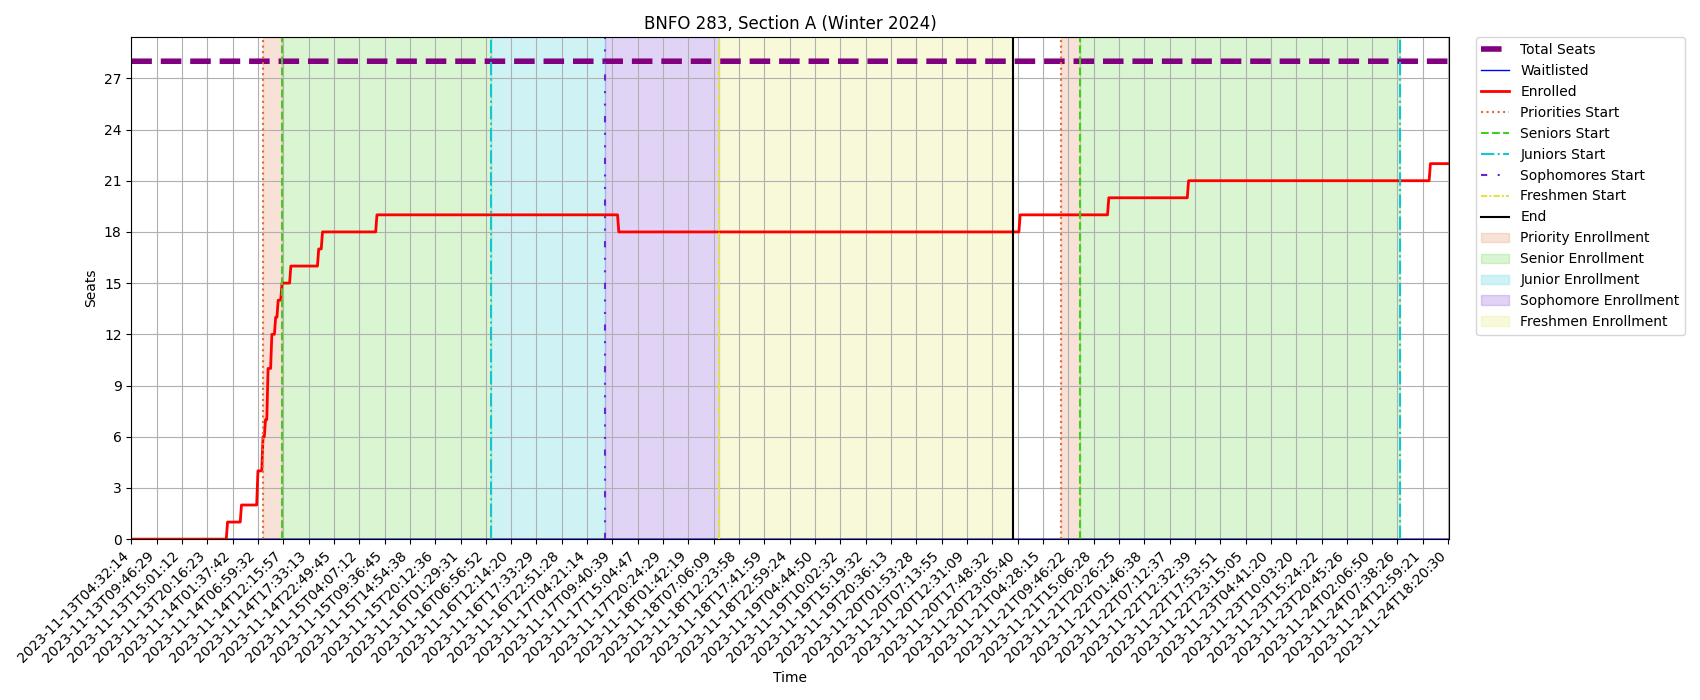 BNFO 283, Section A (Winter 2024)
Total Seats
Waitlisted
Enrolled
Priorities Start
Seniors Start
Juniors Start
Sophomores Start
Freshmen Start
End
Priority Enrollment
Senior Enrollment
Junior Enrollment
Sophomore Enrollment
Freshmen Enrollment
Seats
27
24
21
18
15
12
9
6
3
0
2023-11-13T04:32:14
2023-11-13T09:46:29
2023-11-13T15:01:12
2023-11-13T20:16:23
2023-11-14T01:37:42
2023-11-14T06:59:32
2023-11-14T12:15:57
2023-11-14T17:33:13
2023-11-14T22:49:45
2023-11-15T04:07:12
2023-11-15T09:36:45
2023-11-15T14:54:38
2023-11-15T20:12:36
2023-11-16T01:29:31
2023-11-16T06:56:52
2023-11-16T12:14:20
2023-11-16T17:33:29
2023-11-16T22:51:28
2023-11-17T04:21:14
2023-11-17T09:40:39
2023-11-17T15:04:47
2023-11-17T20:24:29
2023-11-18T01:42:19
2023-11-18T07:06:09
2023-11-18T12:23:58
2023-11-18T17:41:59
2023-11-18T22:59:24
2023-11-19T04:44:50
2023-11-19T10:02:32
2023-11-19T15:19:32
2023-11-19T20:36:13
2023-11-20T01:53:28
2023-11-20T07:13:55
2023-11-20T12:31:09
2023-11-20T17:48:32
2023-11-20T23:05:40
2023-11-21T04:28:15
2023-11-21T09:46:22
2023-11-21T15:06:28
2023-11-21T20:26:25
2023-11-22T01:46:38
2023-11-22T07:12:37
2023-11-22T12:32:39
2023-11-22T17:53:51
2023-11-22T23:15:05
2023-11-23T04:41:20
2023-11-23T10:03:20
2023-11-23T15:24:22
2023-11-23T20:45:26
2023-11-24T02:06:50
2023-11-24T07:38:26
2023-11-24T12:59:21
2023-11-24T18:20:30
Time